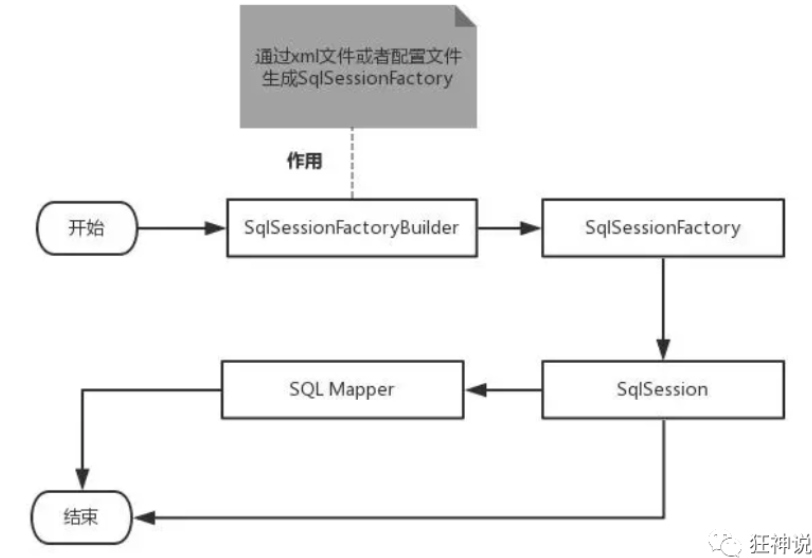 通过xml文件或者配置文件
生成SqlSessionFactory
作用
开始
SqlSessionFactoryBuilder
SqlSessionFactory
SQL Mapper
SqlSession
结束
狂神说